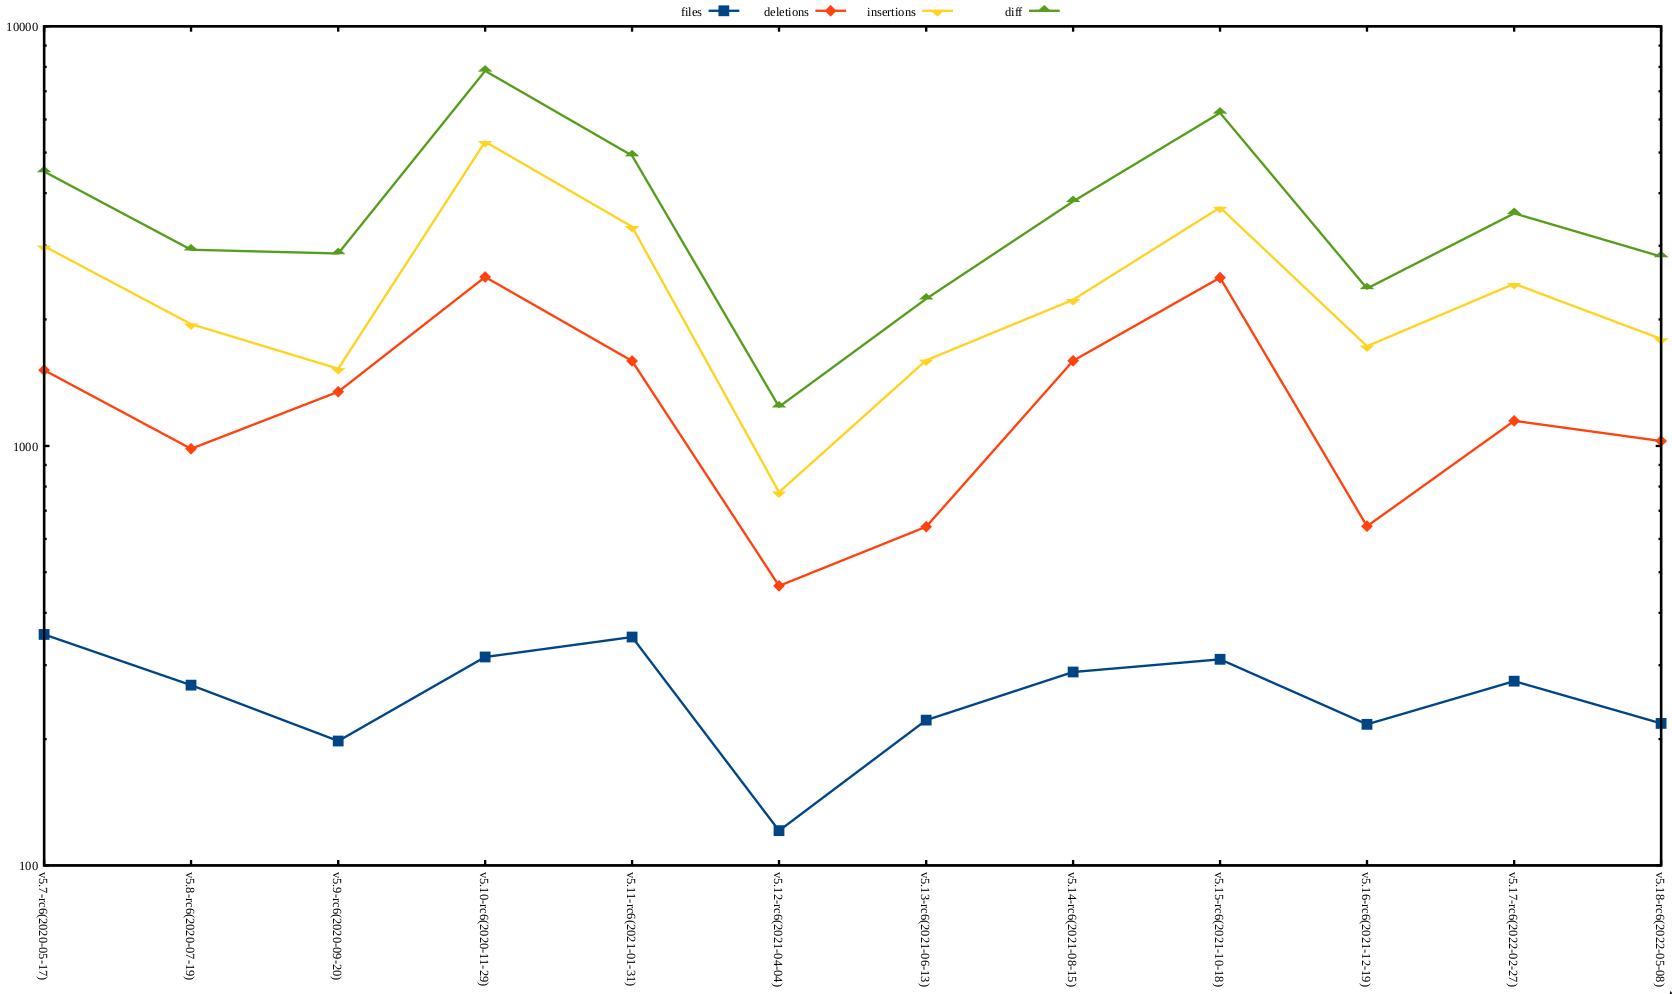 files deletions insertions diff
10000
1000
100
v5.7-rc6(2020-05-17)
v5.8-rc6(2020-07-19)
v5.9-rc6(2020-09-20)
v5.10-rc6(2020-11-29)
v5.11-rc6(2021-01-31)
v5.12-rc6(2021-04-04)
v5.13-rc6(2021-06-13)
v5.14-rc6(2021-08-15)
v5.15-rc6(2021-10-18)
v5.16-rc6(2021-12-19)
v5.17-rc6(2022-02-27)
v5.18-rc6(2022-05-08)